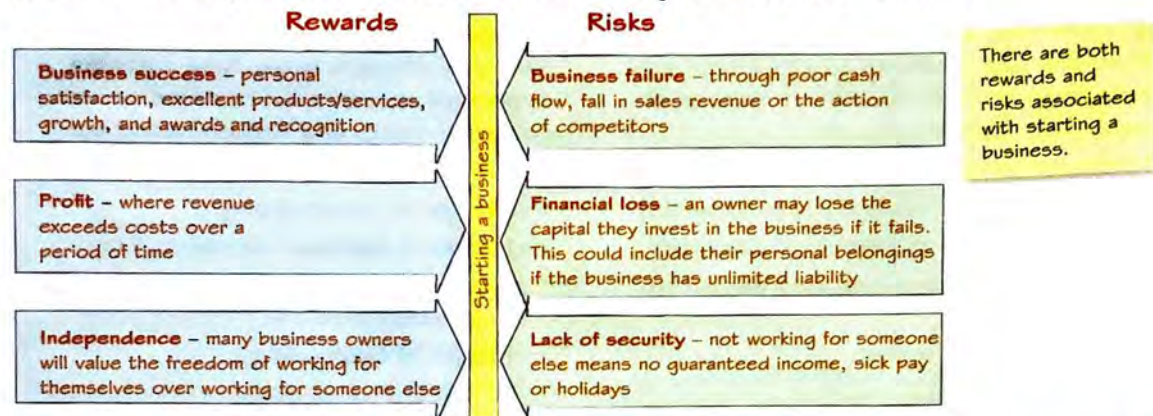 Rewards
Business success – personal
satisfaction, excellent products/services,
growth, and awards and recognition
Profit – where revenue
exceeds costs over a
period of time
Independence – many business owners
will value the freedom of working for
themselves over working for someone else
Starting a business
Risks
Business failure – through poor cash
flow, fall in sales revenue or the action
of competitors
Financial loss – an owner may lose the
capital they invest in the business if it fails.
This could include their personal belongings
if the business has unlimited liability
Lack of security – not working for someone
else means no guaranteed income, sick pay
or holidays
There are both
rewards and
risks associated
with starting a
business.